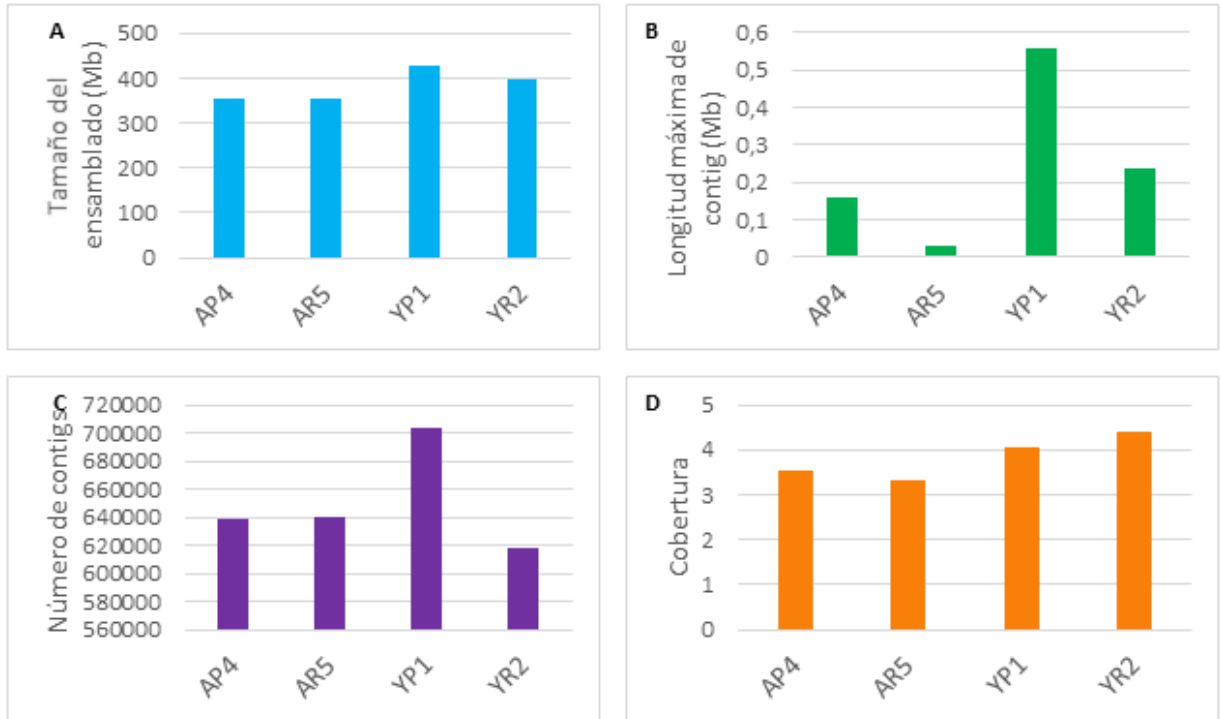 A
Tamaño del
ensamblado (Mb)
500
400
300
200
100
0
AP4 AR5 YP1 YR2
B
Longitud máxima de
contig (Mb)
0,6
0,5
0,4
0,3
0,2
0,1
0
AP4 AR5 YP1 YR2
C
Número de contigs
720000
700000
680000
660000
640000
620000
600000
580000
560000
AP4 AR5 YP1 YR2
D
Cobertura
5
4
3
2
1
0
AP4 AR5 YP1 YR2